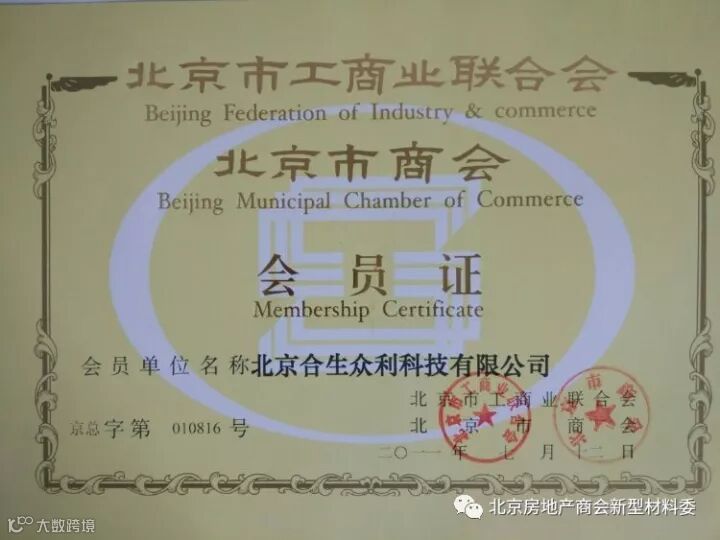 北京市工商业联合会
Beijing Federation of Industry & commerce
北京市商会
Beijing Municipal Chamber of Commerce
会员证
Membership Certificate
会员单位名称 北京合生众利科技有限公司
北京市工商业联合会
京总字第 010816 号
北京市商会
二〇一一年 七月十二日
北京房地产商会新型材料委
大数跨境